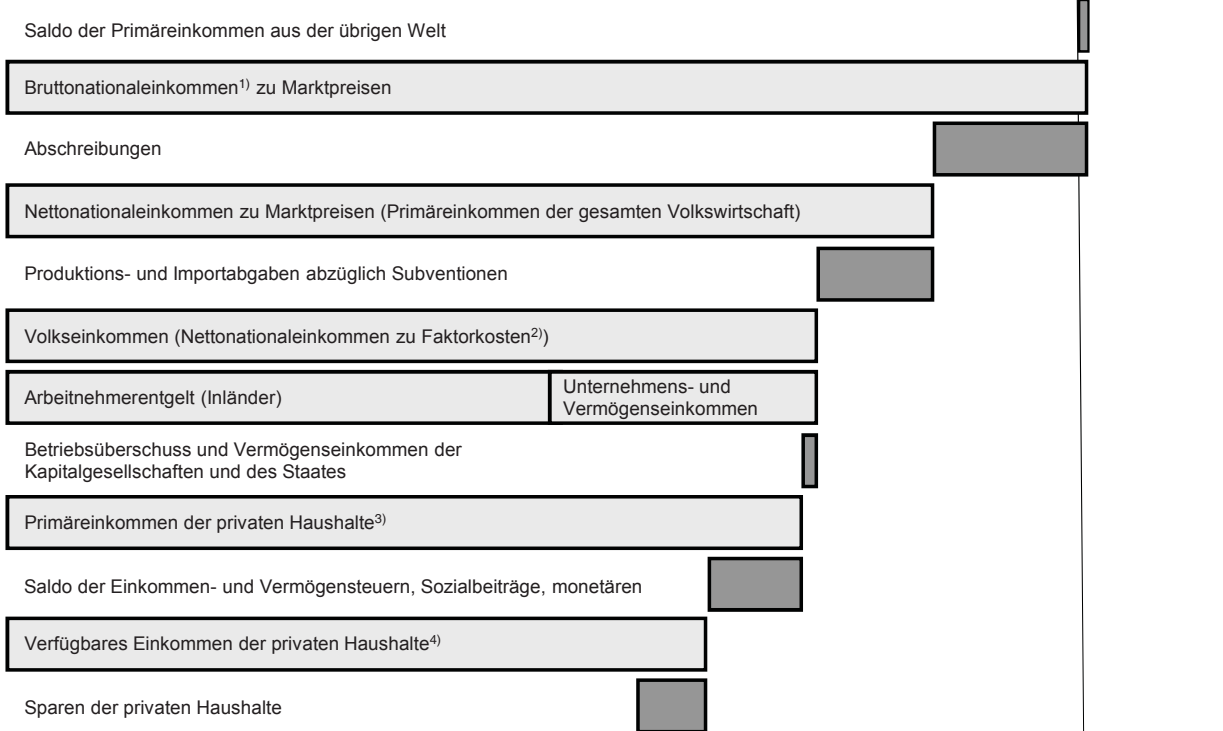 Saldo der Primäreinkommen aus der übrigen Welt
Bruttonationaleinkommen1) zu Marktpreisen
Abschreibungen
Nettonationaleinkommen zu Marktpreisen (Primäreinkommen der gesamten Volkswirtschaft)
Produktions- und Importabgaben abzüglich Subventionen
Volkseinkommen (Nettonationaleinkommen zu Faktorkosten2))
Arbeitnehmerentgelt (Inländer)
Unternehmens- und
Vermögenseinkommen
Betriebsüberschuss und Vermögenseinkommen der
Kapitalgesellschaften und des Staates
Primäreinkommen der privaten Haushalte3)
Saldo der Einkommen- und Vermögensteuern, Sozialbeiträge, monetären
Verfügbares Einkommen der privaten Haushalte4)
Sparen der privaten Haushalte